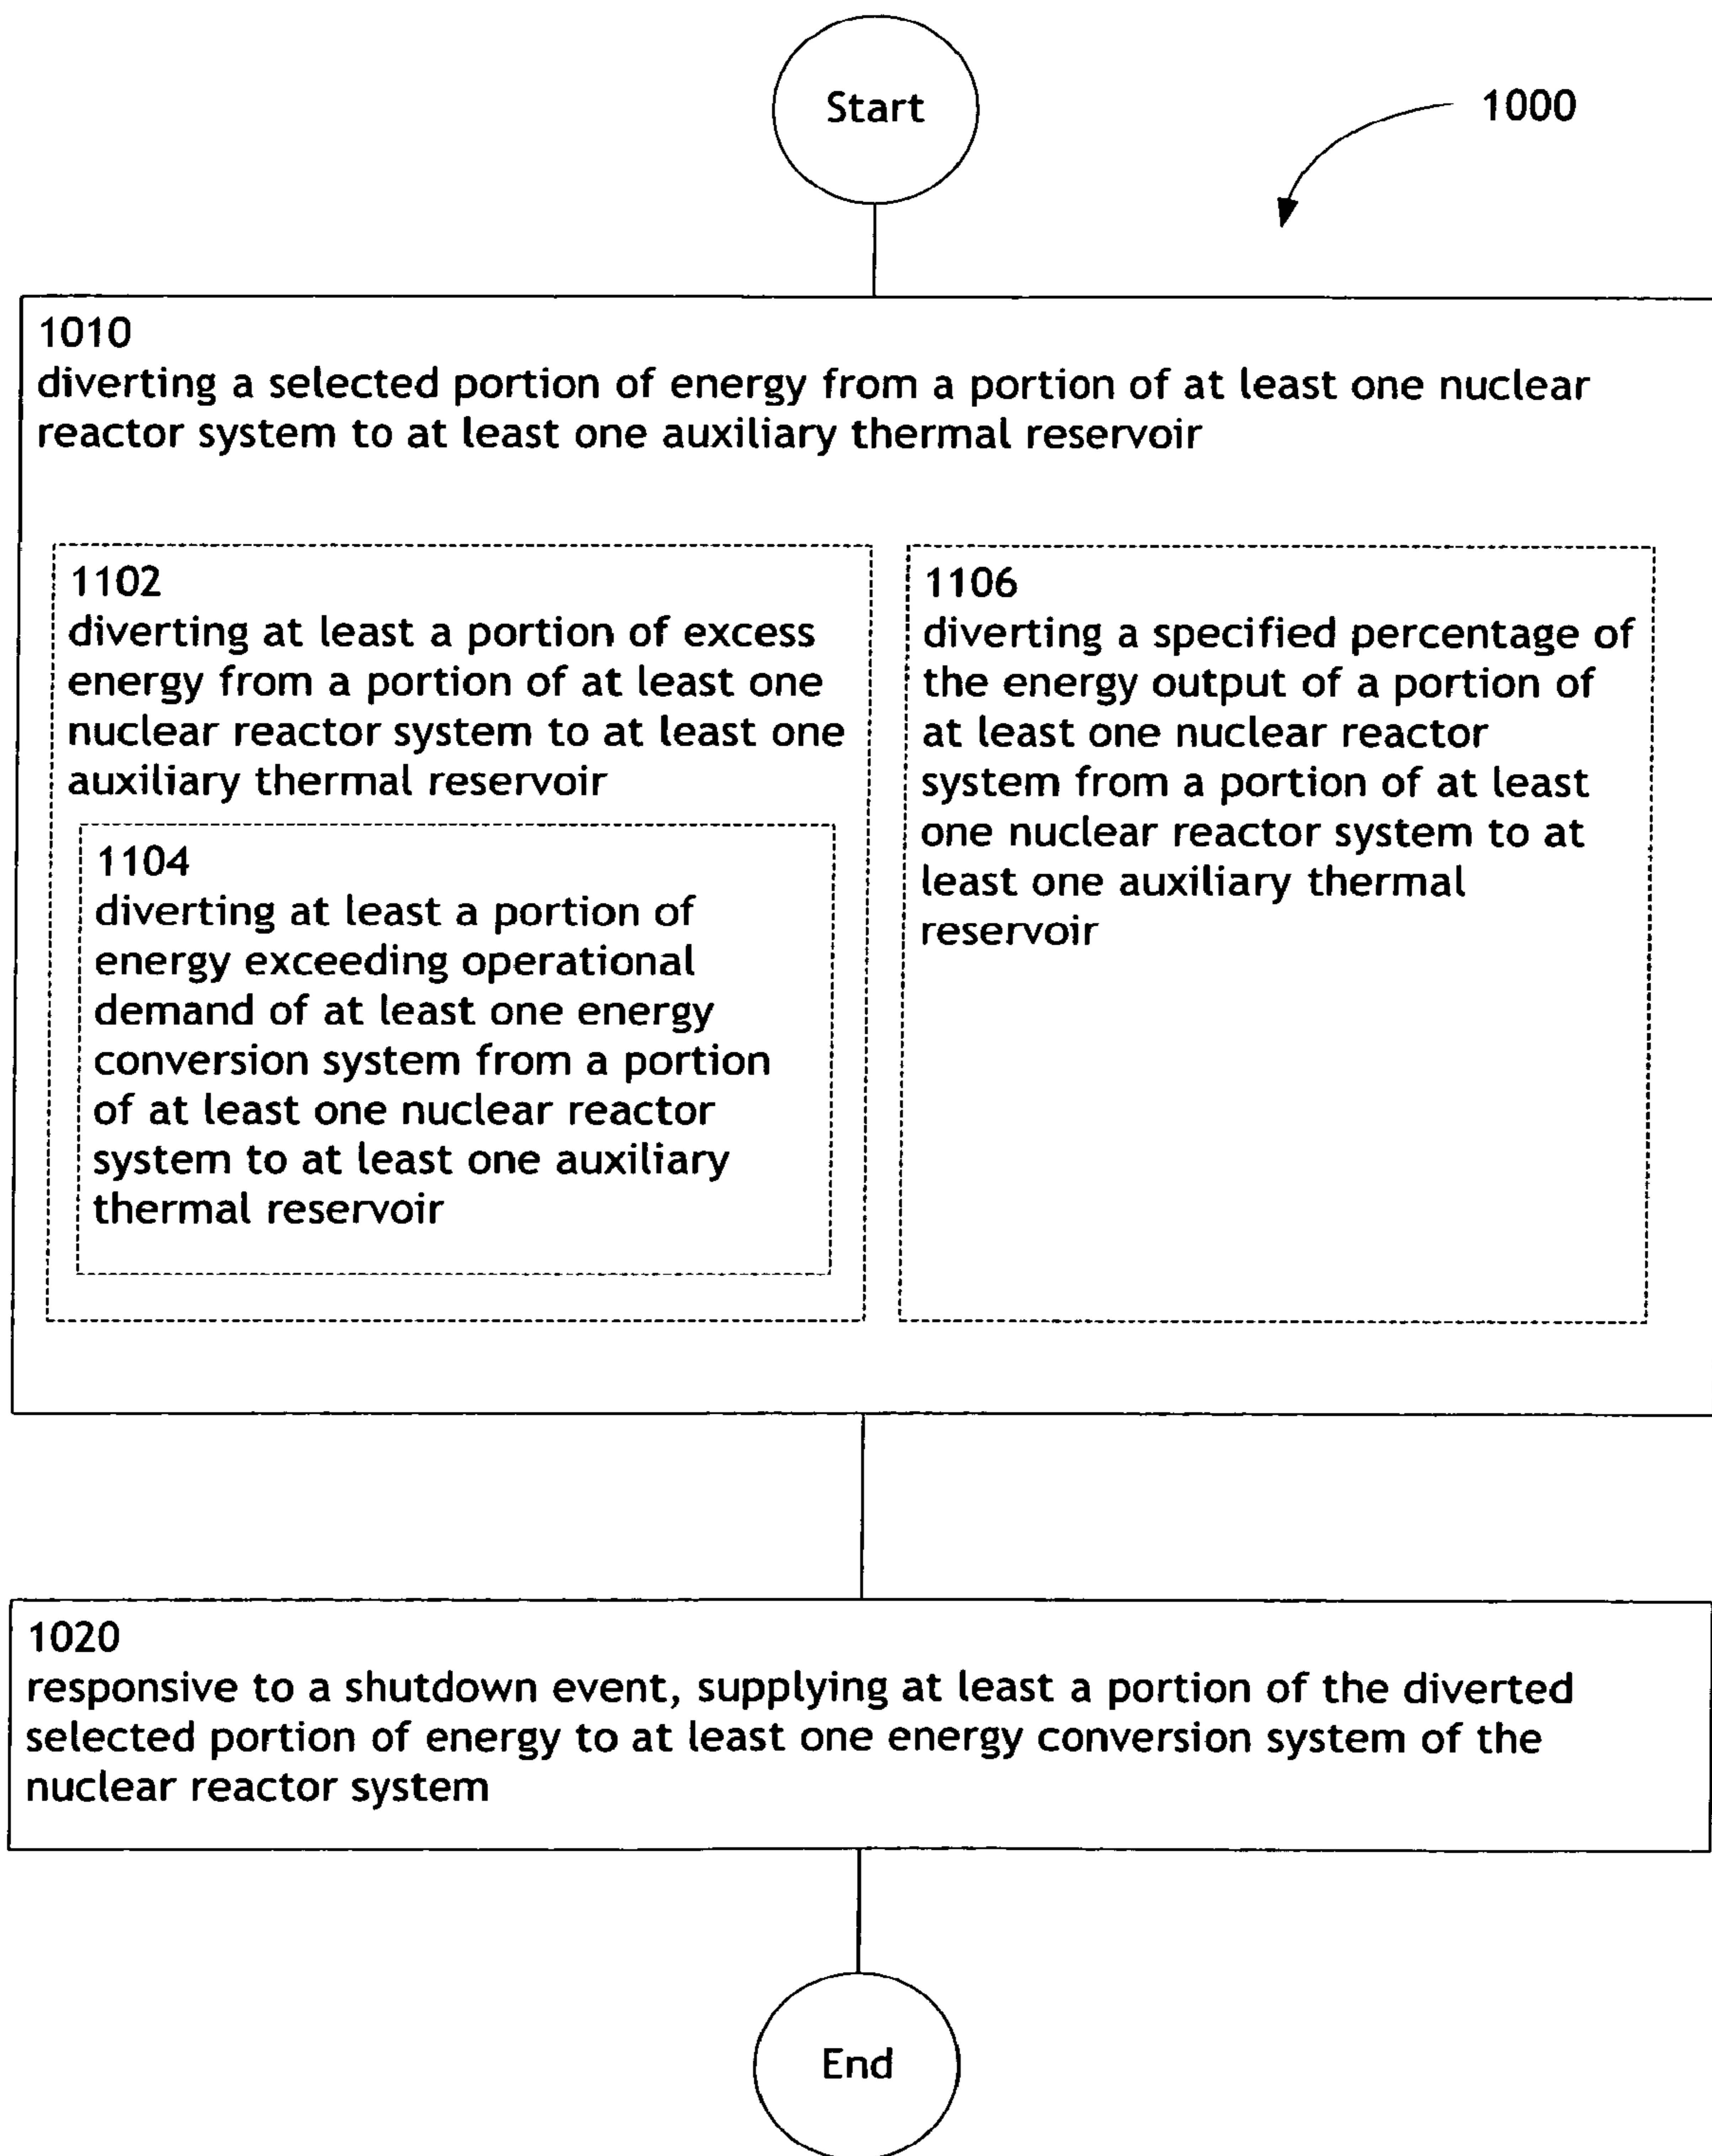 Start
1000
1010
diverting a selected portion of energy from a portion of at least one nuclear
reactor system to at least one auxiliary thermal reservoir
1102
diverting at least a portion of excess
energy from a portion of at least one
nuclear reactor system to at least one
auxiliary thermal reservoir
1104
diverting at least a portion of
energy exceeding operational
demand of at least one energy
conversion system from a portion
of at least one nuclear reactor
system to at least one auxiliary
thermal reservoir
1106
diverting a specified percentage of
the energy output of a portion of
at least one nuclear reactor
system from a portion of at least
one nuclear reactor system to at
least one auxiliary thermal
reservoir
1020
responsive to a shutdown event, supplying at least a portion of the diverted
selected portion of energy to at least one energy conversion system of the
nuclear reactor system
End